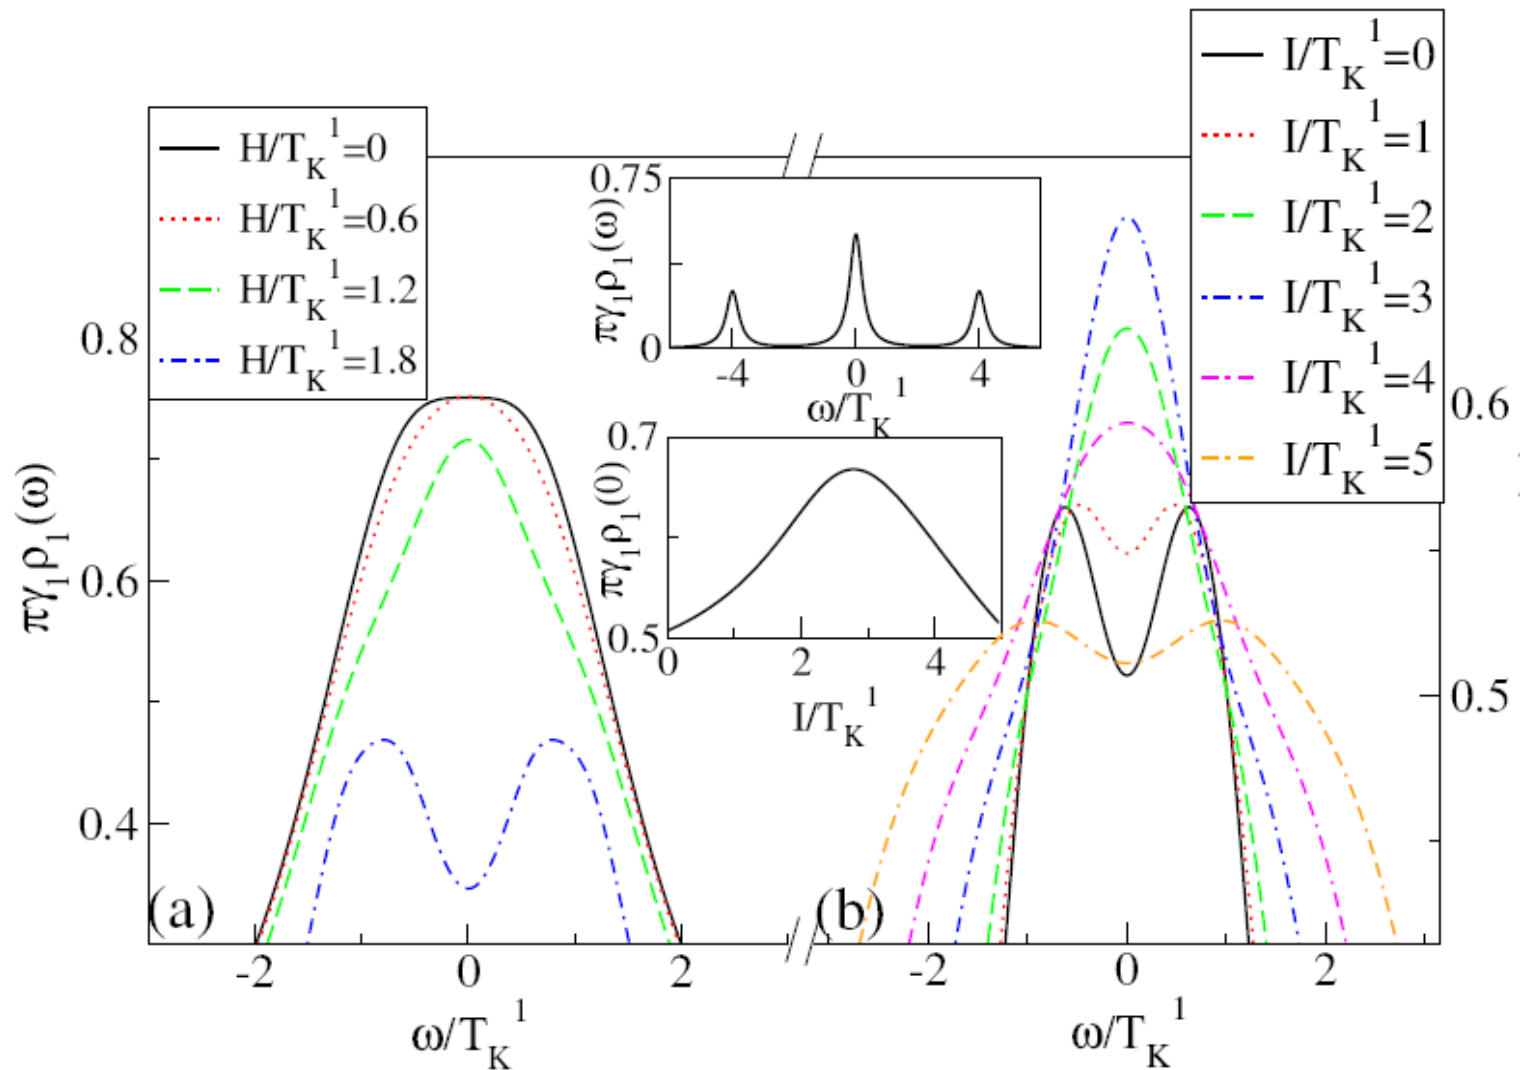 H/T_K^1=0
H/T_K^1=0.6
H/T_K^1=1.2
H/T_K^1=1.8
I/T_K^1=0
I/T_K^1=1
I/T_K^1=2
I/T_K^1=3
I/T_K^1=4
I/T_K^1=5
πγ₁ρ₁(ω)
0.8
0.6
0.4
(a)
-2 0 2
ω/T_K^1
πγ₁ρ₁(ω)
0.75
0
-4 0 4
ω/T_K^1
πγ₁ρ₁(0)
0.7
0.5
0 2 4
I/T_K^1
(b)
0.6
0.5
-2 0 2
ω/T_K^1